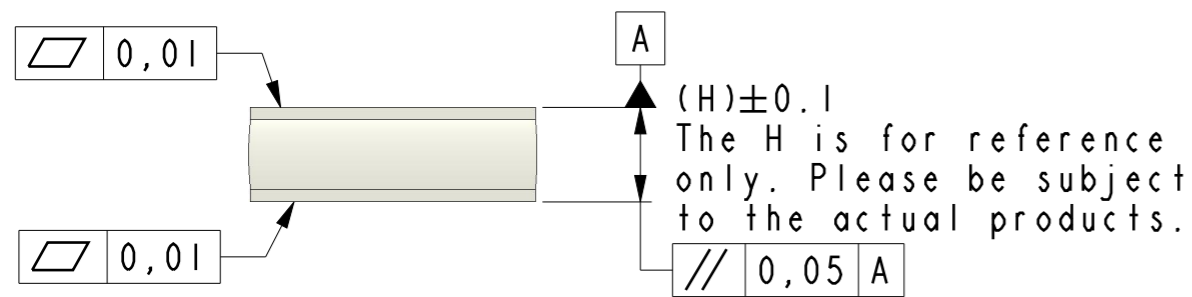 A
0,01
(H)±0.1
The H is for reference
only. Please be subject
to the actual products.
0,01
// 0,05 A